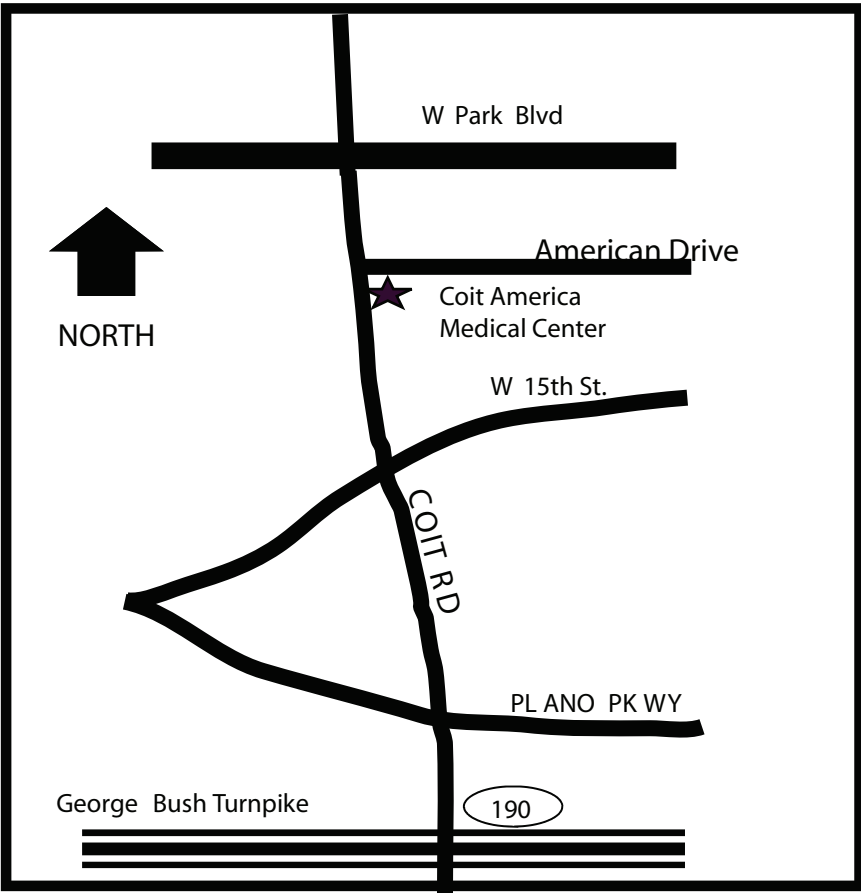 W Park Blvd
American Drive
Coit America
Medical Center
NORTH
W 15th St.
COIT RD
PL ANO PK WY
George Bush Turnpike
190